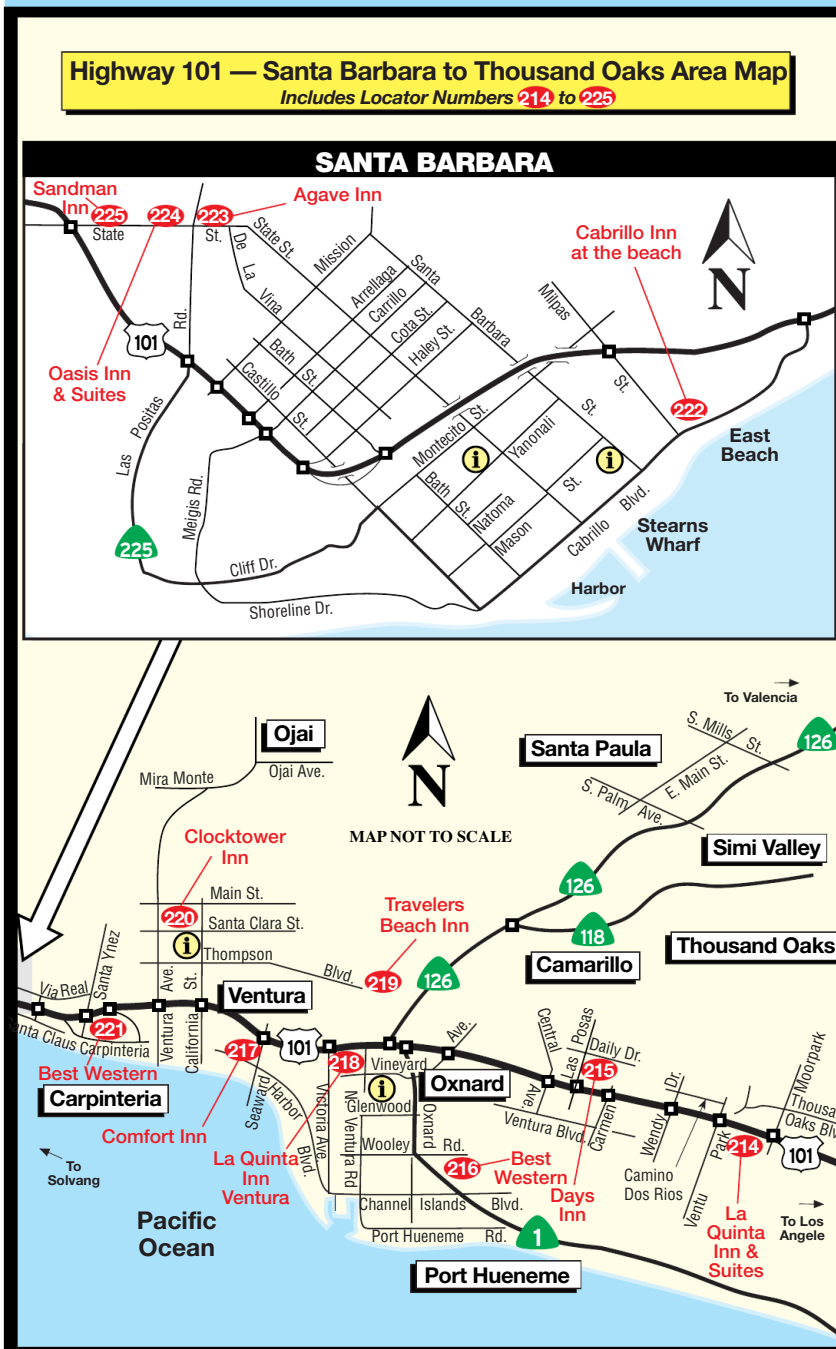 Highway 101 — Santa Barbara to Thousand Oaks Area Map
Includes Locator Numbers 214 to 225
SANTA BARBARA
Sandman
Inn
225
224
223
Agave Inn
State
St.
State St.
De La Vina
Mission
Arrellaga
Carrillo
Cota St.
Haley St.
Santa Barbara St.
Milpas St.
Cabrillo Inn
at the beach
N
101
Rd.
Las Positas
Oasis Inn
& Suites
Bath St.
Castillo St.
Montecito St.
Yanonali St.
222
East
Beach
Meigis Rd.
Bath St.
Natoma
Mason
Cabrillo Blvd.
Stearns
Wharf
225
Cliff Dr.
Harbor
Shoreline Dr.
To Valencia
Ojai
Ojai Ave.
Mira Monte
N
MAP NOT TO SCALE
Santa Paula
S. Mills St.
126
E. Main St.
S. Palm Ave.
Simi Valley
Clocktower
Inn
Main St.
220
Santa Clara St.
Thompson Blvd.
Travelers
Beach Inn
219
126
126
118
Camarillo
Thousand Oaks
Via Real
Santa Ynez
Ventura Ave.
California St.
Ventura
221
anta Claus
Carpinteria
Best Western
Carpinteria
217
Seaward
Harbor Blvd.
101
218
Vineyard Ave.
Oxnard
Glenwood
Victoria Ave
N. Ventura Rd
Oxnard
Wooley Rd.
Central Ave.
Las Posas
Daily Dr.
215
Ventura Blvd.
Carmen
Wendy Dr.
Camino
Dos Rios
Ventu Park
Moorpark
Thousa
Oaks Blv
214
101
Comfort Inn
La Quinta
Inn
Ventura
216
Best
Western
Days
Inn
La
Quinta
Inn &
Suites
To
Solvang
To Los
Angele
Pacific
Ocean
Channel Islands Blvd.
Port Hueneme Rd.
1
Port Hueneme